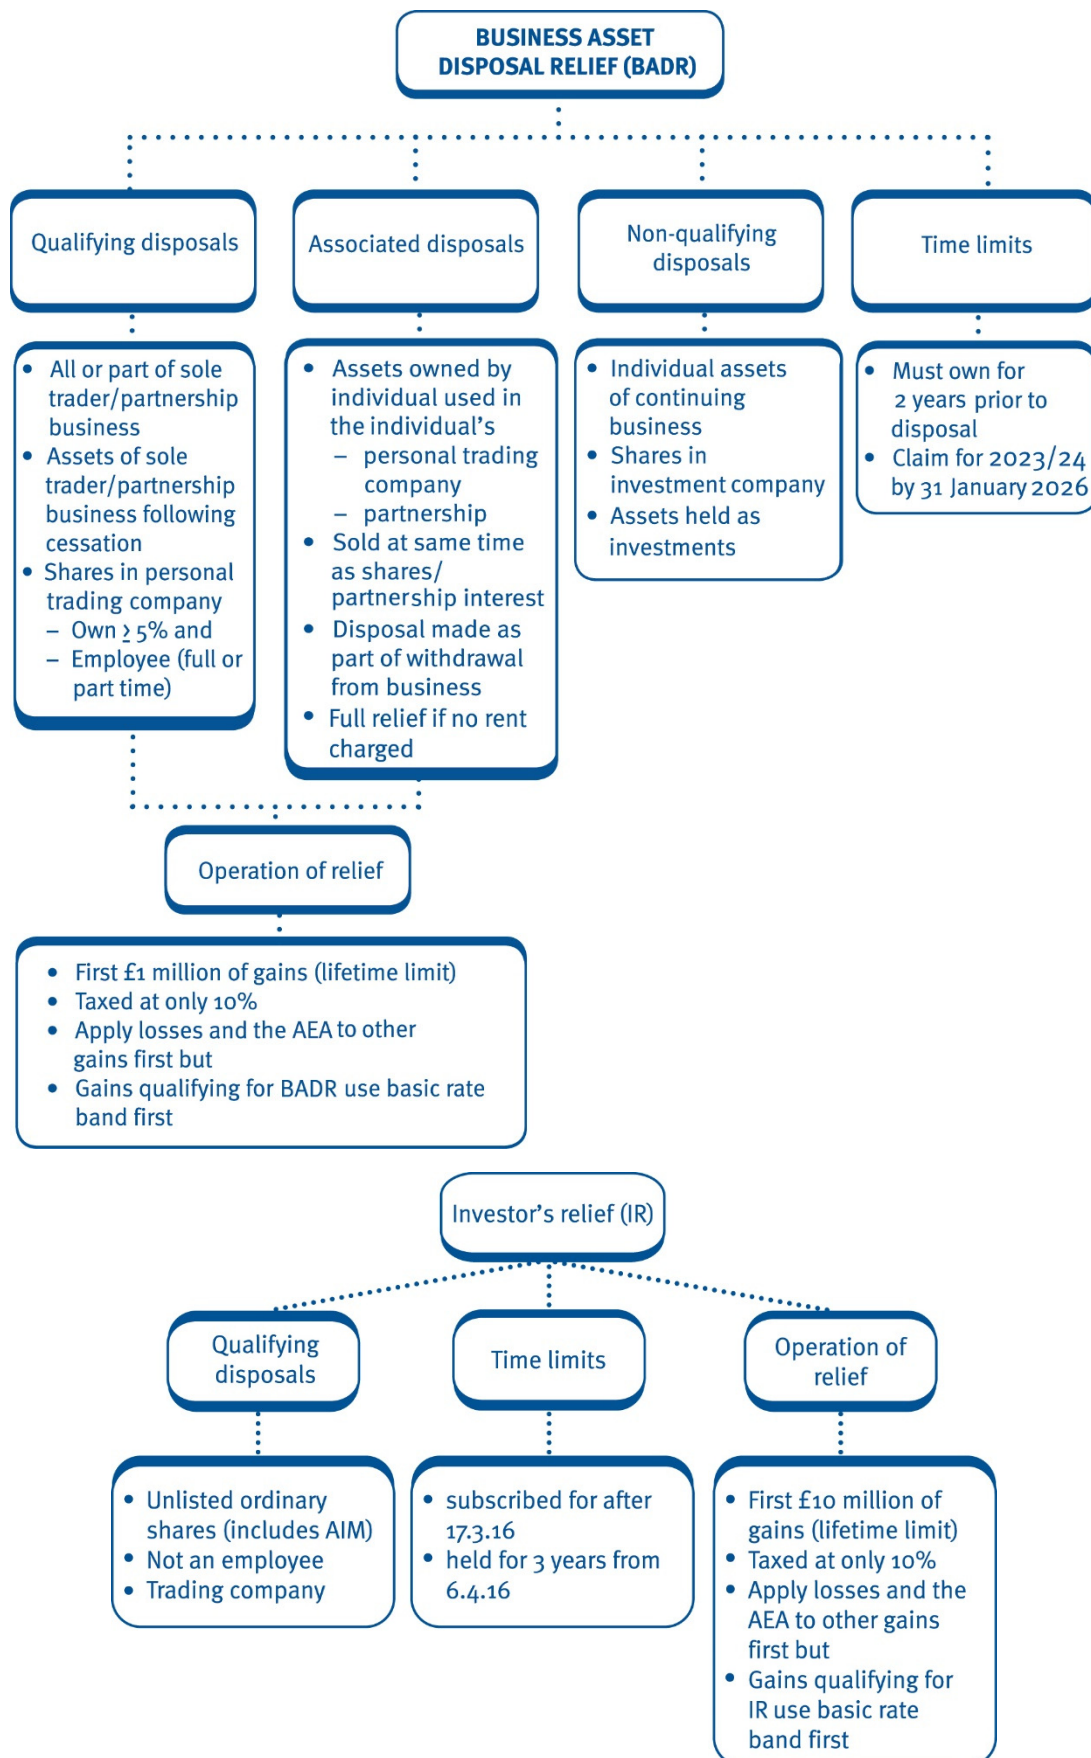 BUSINESS ASSET
DISPOSAL RELIEF (BADR)
Qualifying disposals
Associated disposals
Non-qualifying
disposals
Time limits
• All or part of sole
trader/partnership
business
• Assets of sole
trader/partnership
business following
cessation
• Shares in personal
trading company
– Own ≥ 5% and
– Employee (full or
part time)
• Assets owned by
individual used in
the individual's
– personal trading
company
– partnership
• Sold at same time
as shares/
partnership interest
• Disposal made as
part of withdrawal
from business
• Full relief if no rent
charged
• Individual assets
of continuing
business
• Shares in
investment company
• Assets held as
investments
• Must own for
2 years prior to
disposal
• Claim for 2023/24
by 31 January 2026
Operation of relief
• First £1 million of gains (lifetime limit)
• Taxed at only 10%
• Apply losses and the AEA to other
gains first but
• Gains qualifying for BADR use basic rate
band first
Investor's relief (IR)
Qualifying
disposals
Time limits
Operation of
relief
• Unlisted ordinary
shares (includes AIM)
• Not an employee
• Trading company
• subscribed for after
17.3.16
• held for 3 years from
6.4.16
• First £10 million of
gains (lifetime limit)
• Taxed at only 10%
• Apply losses and the
AEA to other gains
first but
• Gains qualifying for
IR use basic rate
band first